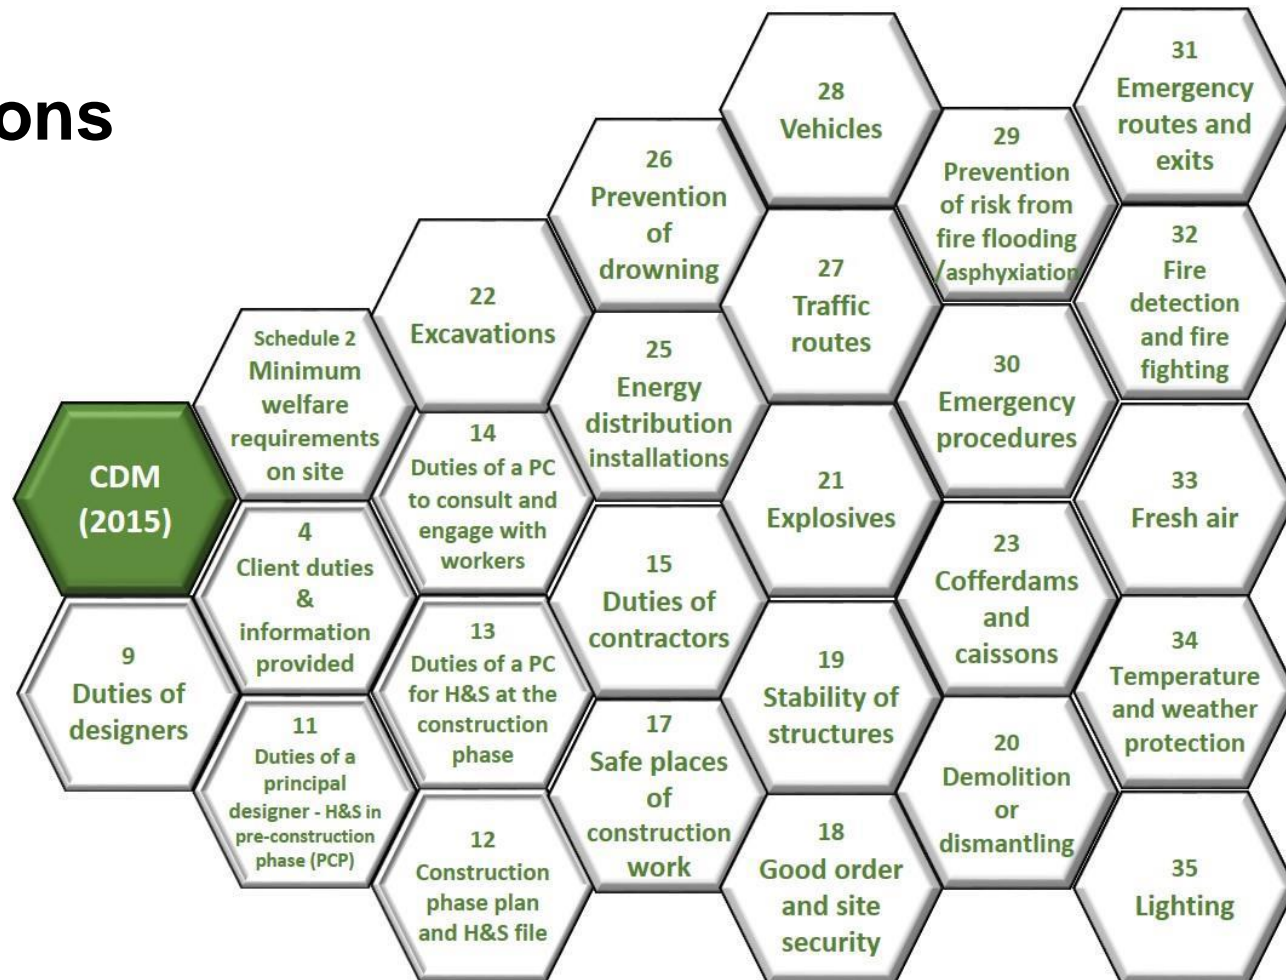 ons
CDM
(2015)
9
Duties of
designers
Schedule 2
Minimum
welfare
requirements
on site
4
Client duties
&
information
provided
11
Duties of a
principal
designer - H&S in
pre-construction
phase (PCP)
22
Excavations
14
Duties of a PC
to consult and
engage with
workers
13
Duties of a PC
for H&S at the
construction
phase
12
Construction
phase plan
and H&S file
26
Prevention
of
drowning
25
Energy
distribution
installations
15
Duties of
contractors
17
Safe places
of
construction
work
28
Vehicles
27
Traffic
routes
21
Explosives
19
Stability of
structures
18
Good order
and site
security
29
Prevention
of risk from
fire flooding
/asphyxiation
30
Emergency
procedures
23
Cofferdams
and
caissons
20
Demolition
or
dismantling
31
Emergency
routes and
exits
32
Fire
detection
and fire
fighting
33
Fresh air
34
Temperature
and weather
protection
35
Lighting